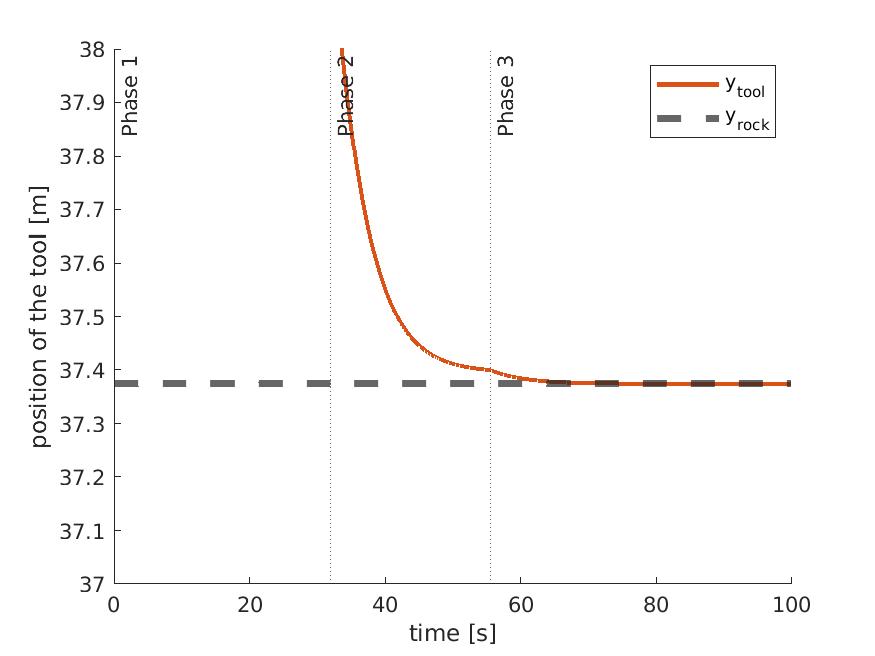 38
37.9
37.8
37.7
37.6
37.5
37.4
37.3
37.2
37.1
37
0
20
40
60
80
100
position of the tool [m]
time [s]
Phase 1
Phase 2
Phase 3
y_tool
y_rock